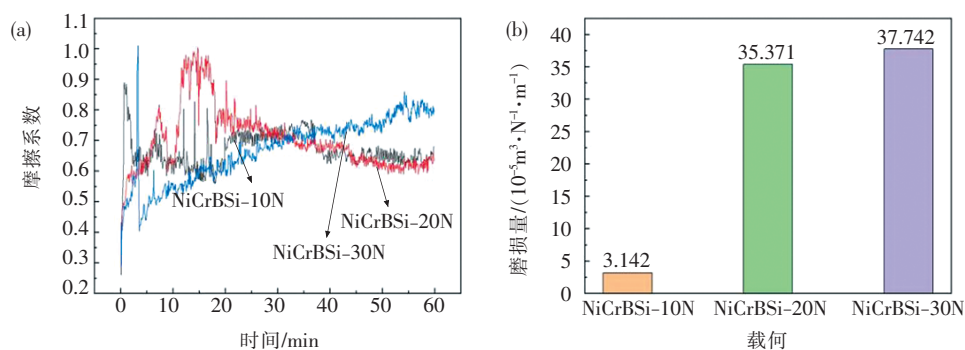 (a)
1.1
1.0
0.9
0.8
0.7
0.6
0.5
0.4
0.3
0.2
摩擦系数
NiCrBSi-10N
NiCrBSi-20N
NiCrBSi-30N
0 10 20 30 40 50 60
时间/min
(b)
40
35
30
25
20
15
10
5
0
磨损量/(10⁻⁵m³·N⁻¹·m⁻¹)
3.142
35.371
37.742
NiCrBSi-10N NiCrBSi-20N NiCrBSi-30N
载何